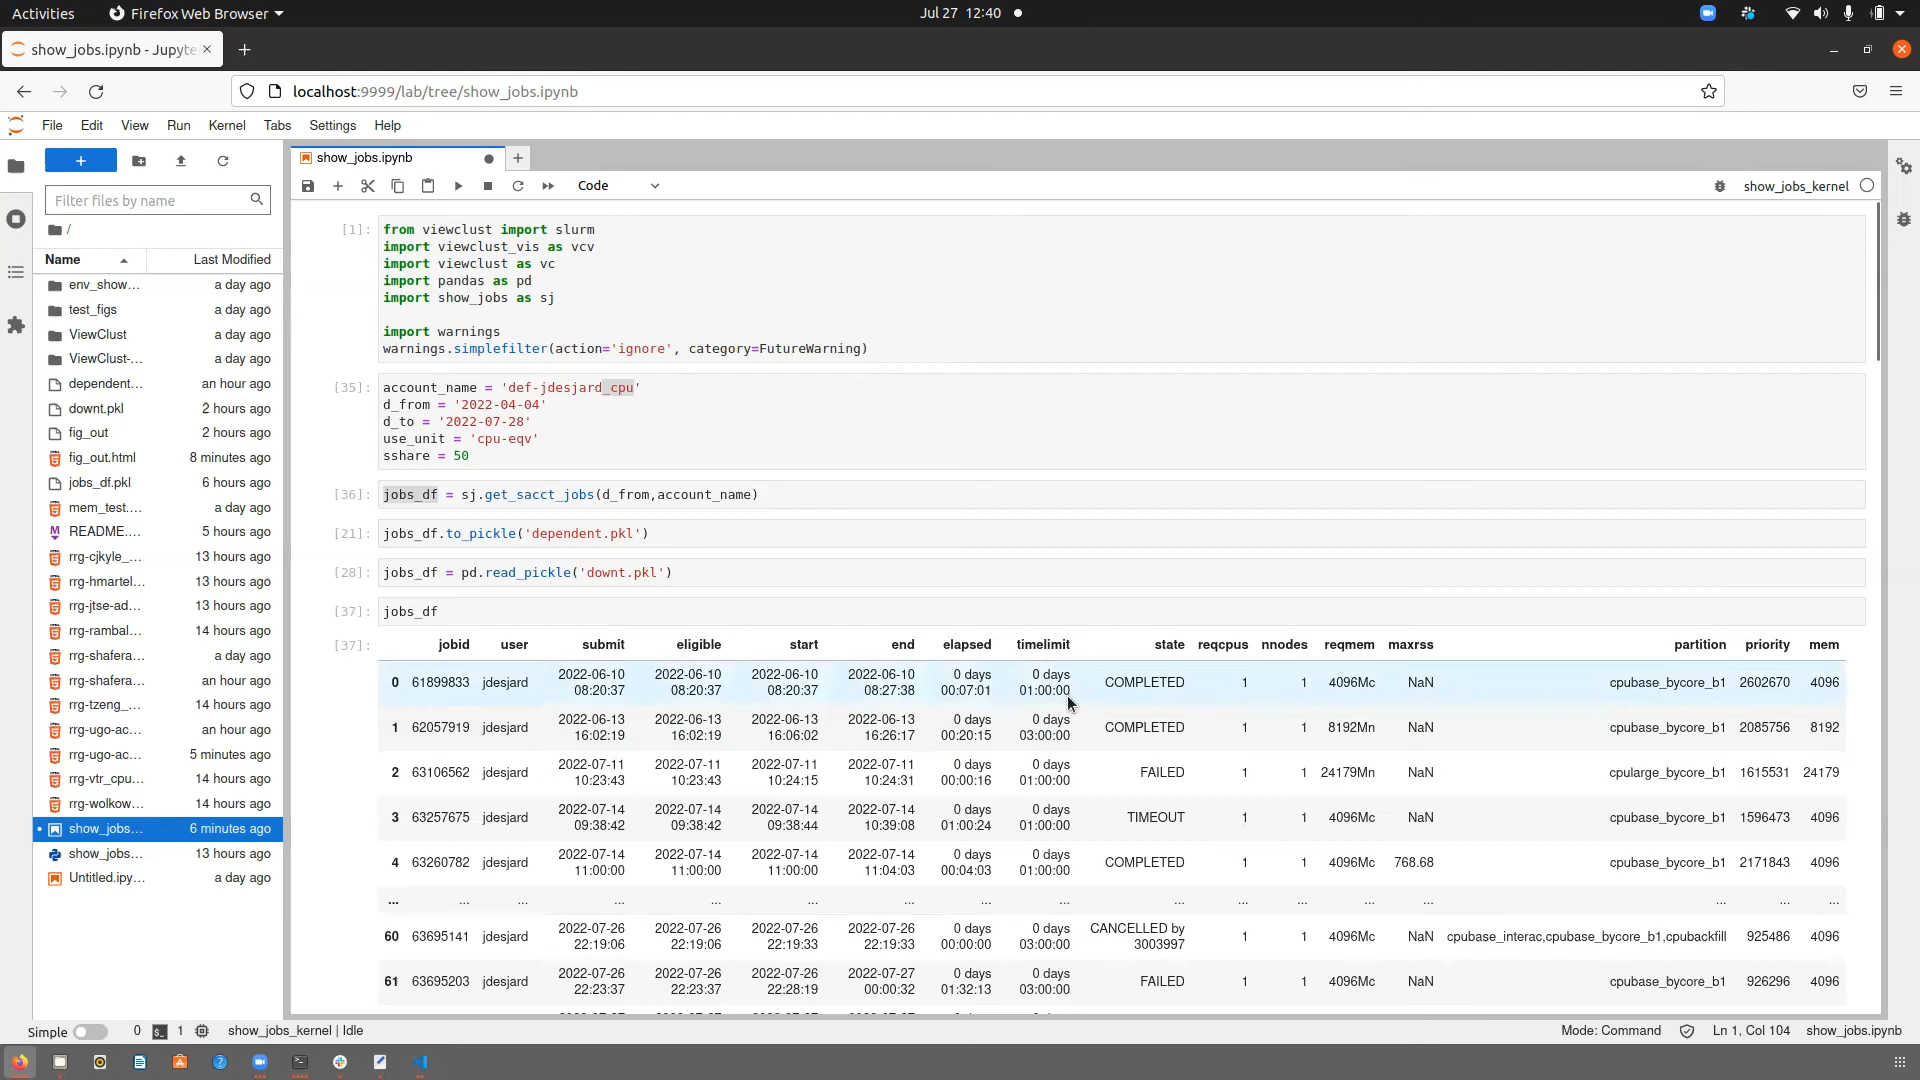 Activities Firefox Web Browser Jul 27 12:40
show_jobs.ipynb - Jupyte
localhost:9999/lab/tree/show_jobs.ipynb
File Edit View Run Kernel Tabs Settings Help
+
Filter files by name
/
Name Last Modified
env_show... a day ago
test_figs a day ago
ViewClust a day ago
ViewClust-... a day ago
dependent... an hour ago
downt.pkl 2 hours ago
fig_out 2 hours ago
fig_out.html 8 minutes ago
jobs_df.pkl 6 hours ago
mem_test.... a day ago
README.... 5 hours ago
rrg-cjkyle_... 13 hours ago
rrg-hmartel... 13 hours ago
rrg-jtse-ad... 13 hours ago
rrg-rambal... 14 hours ago
rrg-shafera... a day ago
rrg-shafera... an hour ago
rrg-tzeng_... 14 hours ago
rrg-ugo-ac... an hour ago
rrg-ugo-ac... 5 minutes ago
rrg-vtr_cpu... 14 hours ago
rrg-wolkow... 14 hours ago
show_jobs... 6 minutes ago
show_jobs... 13 hours ago
Untitled.ipy... a day ago
show_jobs.ipynb
Code show_jobs_kernel
[1]: from viewclust import slurm
import viewclust_vis as vcv
import viewclust as vc
import pandas as pd
import show_jobs as sj
import warnings
warnings.simplefilter(action='ignore', category=FutureWarning)
[35]: account_name = 'def-jdesjard_cpu'
d_from = '2022-04-04'
d_to = '2022-07-28'
use_unit = 'cpu-eqv'
sshare = 50
[36]: jobs_df = sj.get_sacct_jobs(d_from,account_name)
[21]: jobs_df.to_pickle('dependent.pkl')
[28]: jobs_df = pd.read_pickle('downt.pkl')
[37]: jobs_df
[37]: jobid user submit eligible start end elapsed timelimit state reqcpus nnodes reqmem maxrss partition priority mem
0 61899833 jdesjard 2022-06-10 08:20:37 2022-06-10 08:20:37 2022-06-10 08:20:37 2022-06-10 08:27:38 0 days 00:07:01 0 days 01:00:00 COMPLETED 1 1 4096Mc NaN cpubase_bycore_b1 2602670 4096
1 62057919 jdesjard 2022-06-13 16:02:19 2022-06-13 16:02:19 2022-06-13 16:06:02 2022-06-13 16:26:17 0 days 00:20:15 0 days 03:00:00 COMPLETED 1 1 8192Mn NaN cpubase_bycore_b1 2085756 8192
2 63106562 jdesjard 2022-07-11 10:23:43 2022-07-11 10:23:43 2022-07-11 10:24:15 2022-07-11 10:24:31 0 days 00:00:16 0 days 01:00:00 FAILED 1 1 24179Mn NaN cpularge_bycore_b1 1615531 24179
3 63257675 jdesjard 2022-07-14 09:38:42 2022-07-14 09:38:42 2022-07-14 09:38:44 2022-07-14 10:39:08 0 days 01:00:24 0 days 01:00:00 TIMEOUT 1 1 4096Mc NaN cpubase_bycore_b1 1596473 4096
4 63260782 jdesjard 2022-07-14 11:00:00 2022-07-14 11:00:00 2022-07-14 11:00:00 2022-07-14 11:04:03 0 days 00:04:03 0 days 01:00:00 COMPLETED 1 1 4096Mc 768.68 cpubase_bycore_b1 2171843 4096
... ... ... ... ... ... ... ... ... ... ... ... ... ... ... ... ...
60 63695141 jdesjard 2022-07-26 22:19:06 2022-07-26 22:19:06 2022-07-26 22:19:33 2022-07-26 22:19:33 0 days 00:00:00 0 days 03:00:00 CANCELLED by 3003997 1 1 4096Mc NaN cpubase_interac,cpubase_bycore_b1,cpubackfill 925486 4096
61 63695203 jdesjard 2022-07-26 22:23:37 2022-07-26 22:23:37 2022-07-26 22:28:19 2022-07-27 00:00:32 0 days 01:32:13 0 days 03:00:00 FAILED 1 1 4096Mc NaN cpubase_bycore_b1 926296 4096
Simple 0 1 show_jobs_kernel | Idle Mode: Command Ln 1, Col 104 show_jobs.ipynb